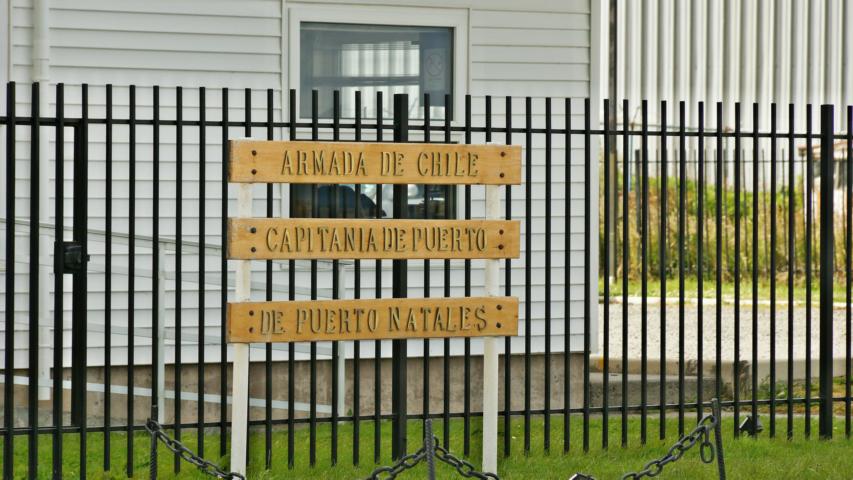 ARMADA DE CHILE
CAPITANIA DE PUERTO
DE PUERTO NATALES